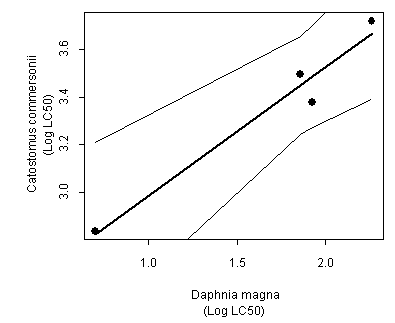 Catostomus commersonii
(Log LC50)
3.6
3.4
3.2
3.0
1.0 1.5 2.0
Daphnia magna
(Log LC50)